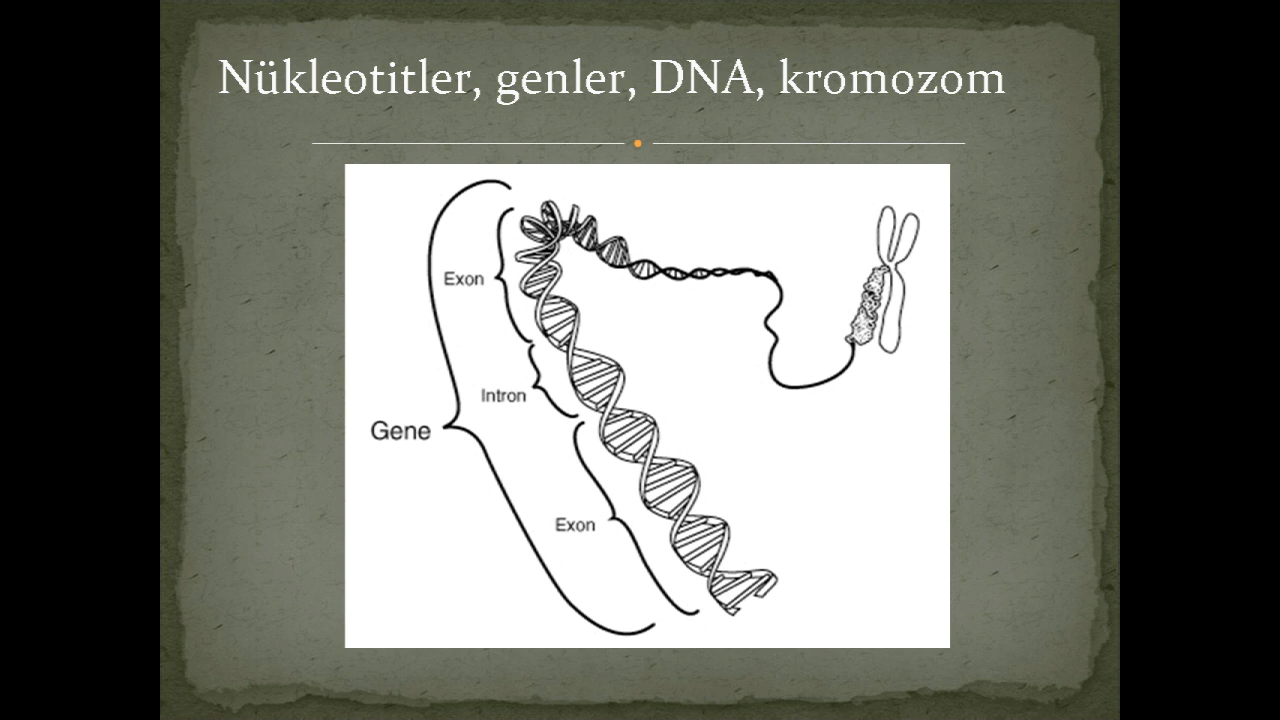 Nükleotitler, genler, DNA, kromozom
Exon
Intron
Gene
Exon